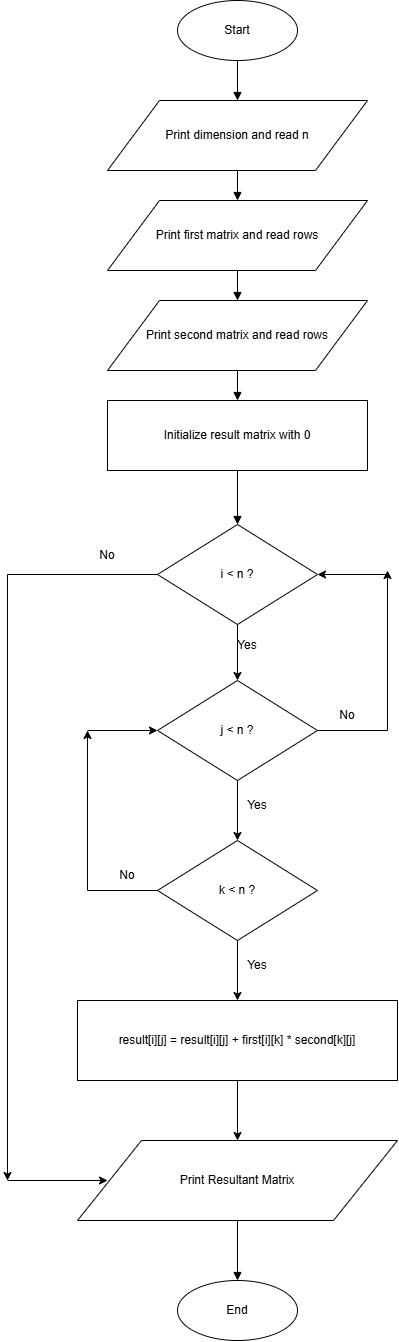 Start
Print dimension and read n
Print first matrix and read rows
Print second matrix and read rows
Initialize result matrix with 0
No
i < n ?
Yes
No
j < n ?
Yes
No
k < n ?
Yes
result[i][j] = result[i][j] + first[i][k] * second[k][j]
Print Resultant Matrix
End